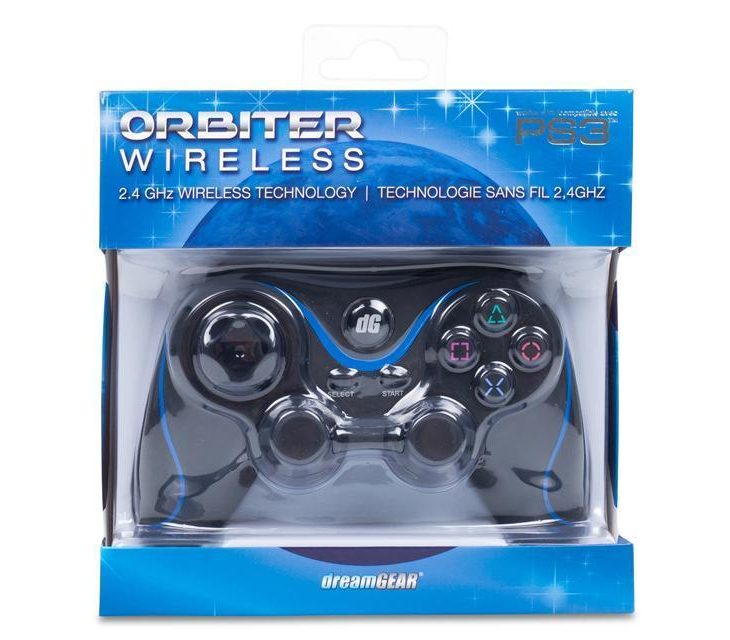 ORBITER
WIRELESS
PS3
2.4 GHz WIRELESS TECHNOLOGY | TECHNOLOGIE SANS FIL 2,4GHZ
dG
SELECT START
dreamGEAR®